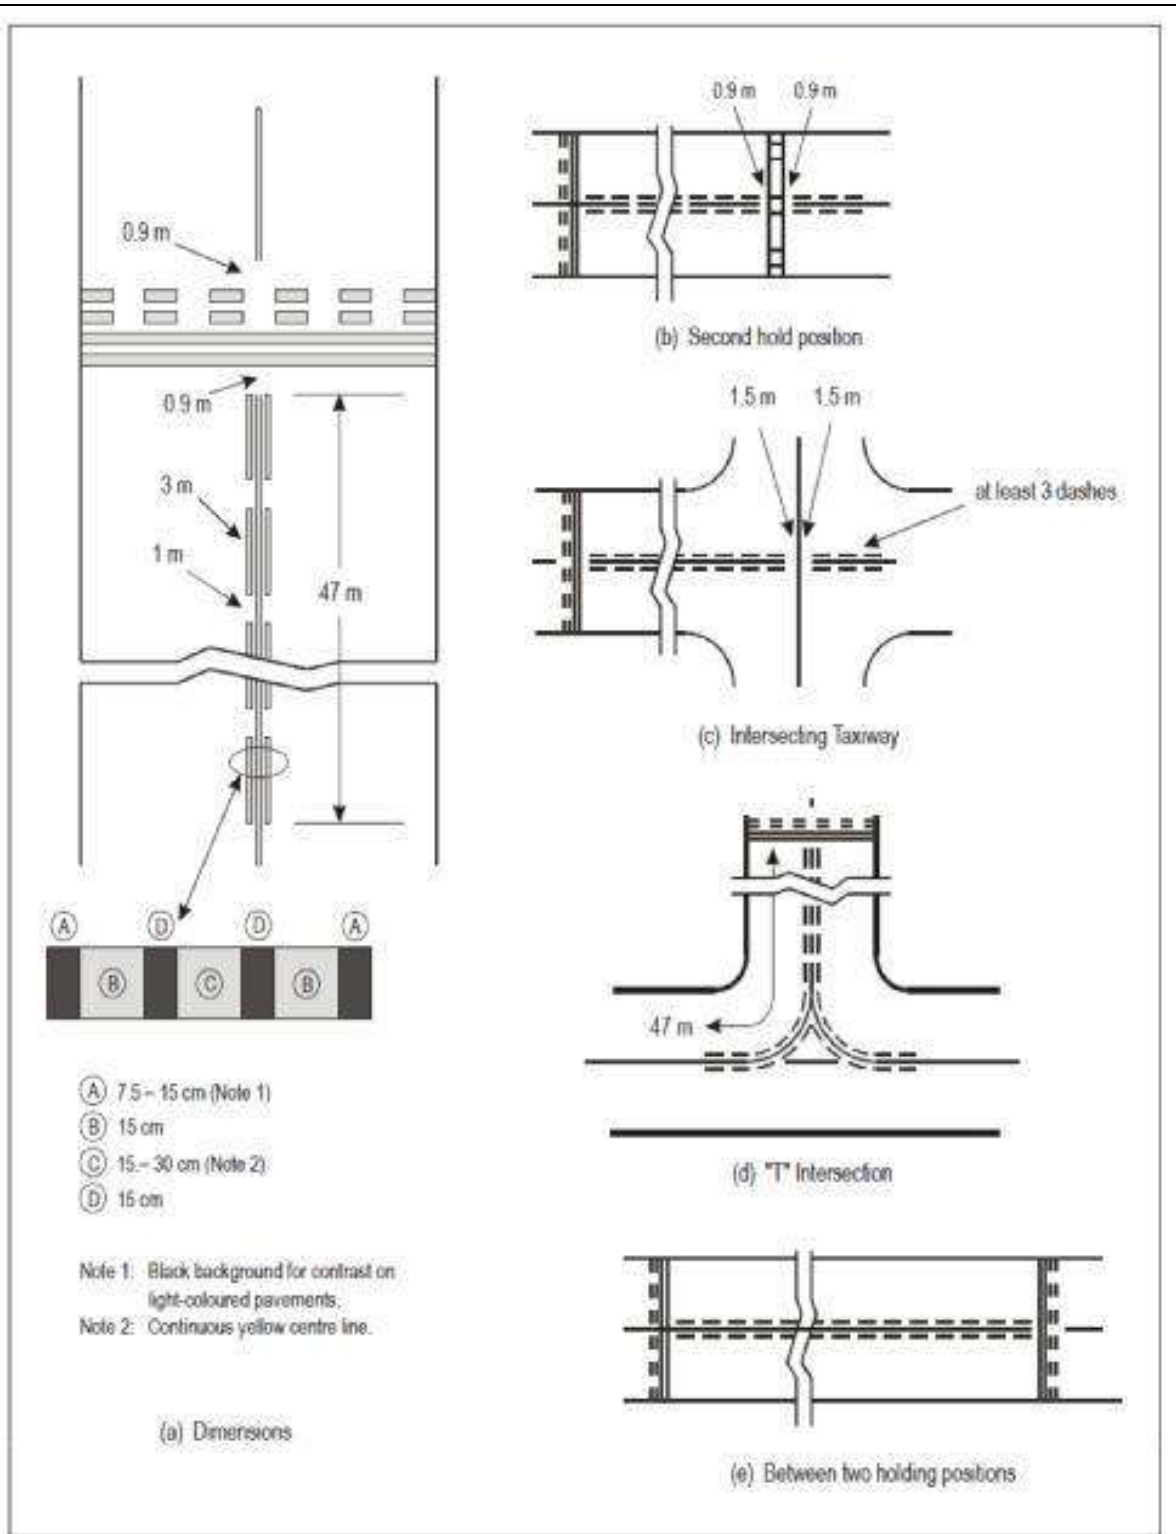 0.9 m
0.9 m
3 m
1 m
47 m
A D D A
B C B
A 7.5 – 15 cm (Note 1)
B 15 cm
C 15 – 30 cm (Note 2)
D 15 cm
Note 1: Black background for contrast on
light-coloured pavements.
Note 2: Continuous yellow centre line.
(a) Dimensions
0.9 m 0.9 m
(b) Second hold position
1.5 m 1.5 m
at least 3 dashes
(c) Intersecting Taxiway
47 m
(d) "T" Intersection
(e) Between two holding positions